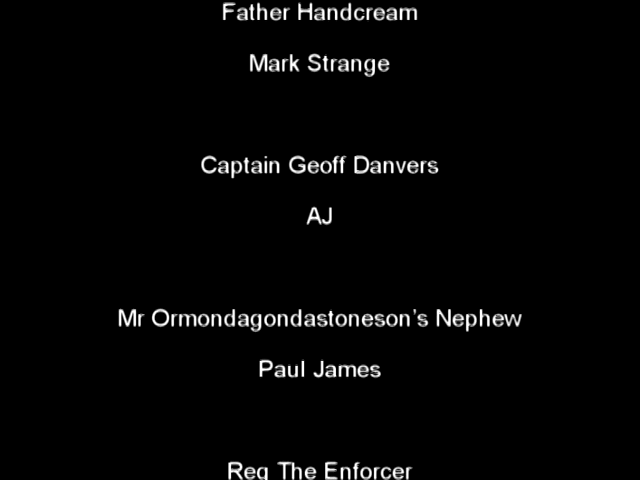 Father Handcream
Mark Strange
Captain Geoff Danvers
AJ
Mr Ormondagondastoneson's Nephew
Paul James
Reg The Enforcer